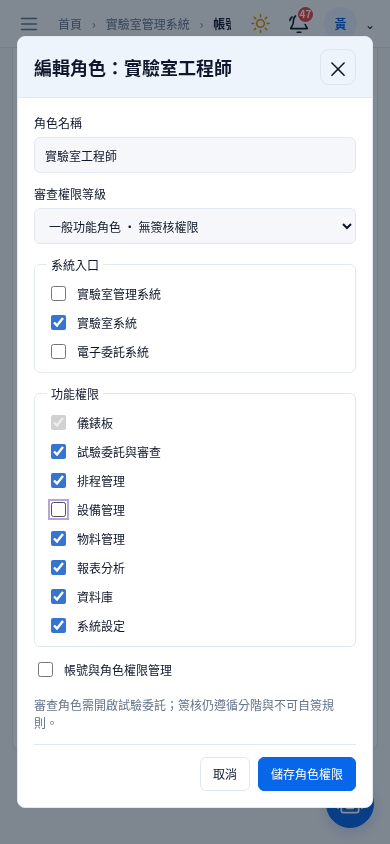 首頁 › 實驗室管理系統 › 帳號
47
黃
編輯角色：實驗室工程師
角色名稱
實驗室工程師
審查權限等級
一般功能角色 · 無簽核權限
系統入口
實驗室管理系統
實驗室系統
電子委託系統
功能權限
儀錶板
試驗委託與審查
排程管理
設備管理
物料管理
報表分析
資料庫
系統設定
帳號與角色權限管理
審查角色需開啟試驗委託；簽核仍遵循分階與不可自簽規
則。
取消
儲存角色權限